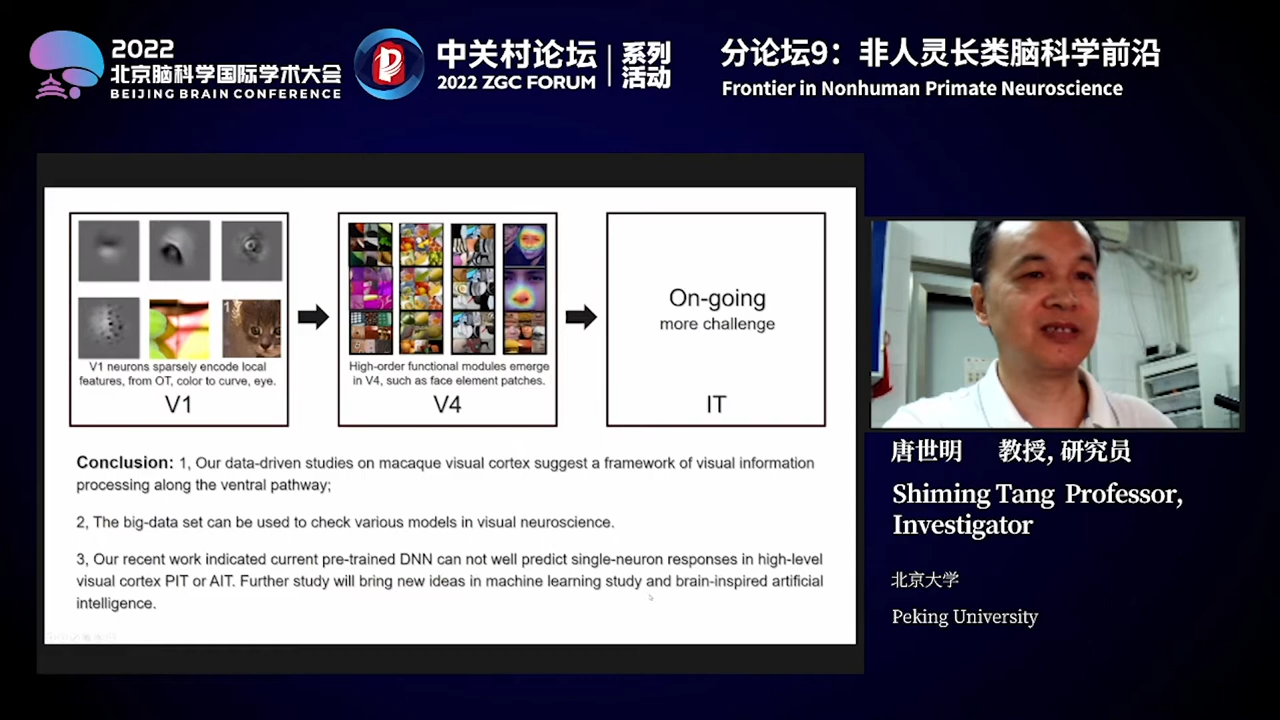 2022
北京脑科学国际学术大会
BEIJING BRAIN CONFERENCE
中关村论坛
2022 ZGC FORUM
系列
活动
分论坛9：非人灵长类脑科学前沿
Frontier in Nonhuman Primate Neuroscience
V1 neurons sparsely encode local
features, from OT, color to curve, eye.
V1
High-order functional modules emerge
in V4, such as face element patches.
V4
On-going
more challenge
IT
Conclusion: 1, Our data-driven studies on macaque visual cortex suggest a framework of visual information
processing along the ventral pathway;
2, The big-data set can be used to check various models in visual neuroscience.
3, Our recent work indicated current pre-trained DNN can not well predict single-neuron responses in high-level
visual cortex PIT or AIT. Further study will bring new ideas in machine learning study and brain-inspired artificial
intelligence.
唐世明 教授, 研究员
Shiming Tang Professor,
Investigator
北京大学
Peking University